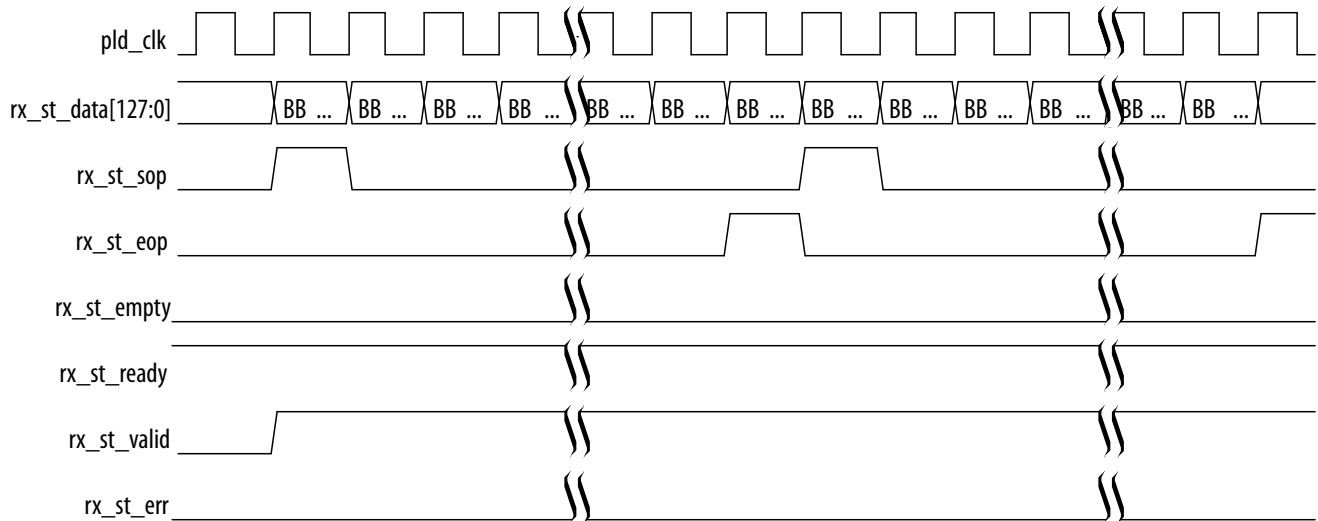 pld_clk
rx_st_data[127:0] BB ... BB ... BB ... BB ... BB ... BB ... BB ... BB ... BB ... BB ... BB ... BB ... BB ...
rx_st_sop
rx_st_eop
rx_st_empty
rx_st_ready
rx_st_valid
rx_st_err